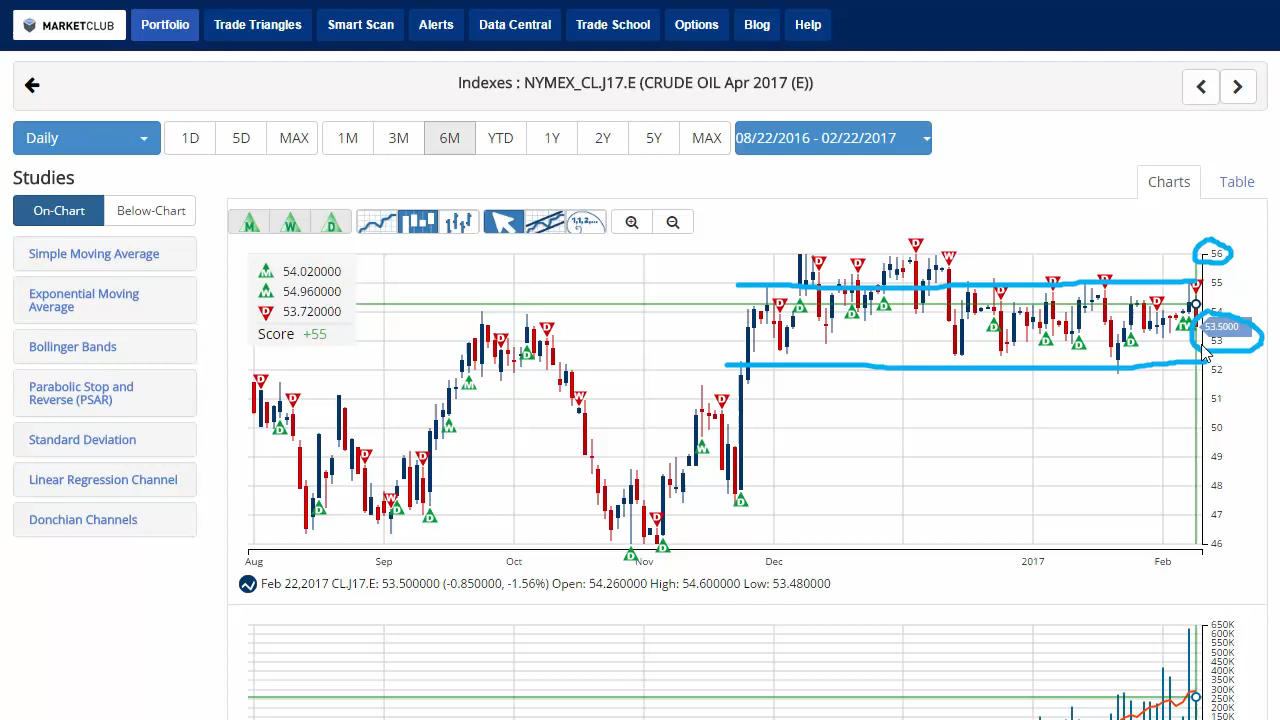 MARKETCLUB Portfolio Trade Triangles Smart Scan Alerts Data Central Trade School Options Blog Help
Indexes : NYMEX_CL.J17.E (CRUDE OIL Apr 2017 (E))
Daily 1D 5D MAX 1M 3M 6M YTD 1Y 2Y 5Y MAX 08/22/2016 - 02/22/2017
Studies
Charts Table
On-Chart Below-Chart
M W D
Simple Moving Average
Exponential Moving
Average
Bollinger Bands
Parabolic Stop and
Reverse (PSAR)
Standard Deviation
Linear Regression Channel
Donchian Channels
M 54.020000
W 54.960000
D 53.720000
Score +55
56
55
54
53.5000
53
52
51
50
49
48
47
46
Aug Sep Oct Nov Dec 2017 Feb
Feb 22,2017 CL.J17.E: 53.500000 (-0.850000, -1.56%) Open: 54.260000 High: 54.600000 Low: 53.480000
650K
600K
550K
500K
450K
400K
350K
300K
250K
200K
150K